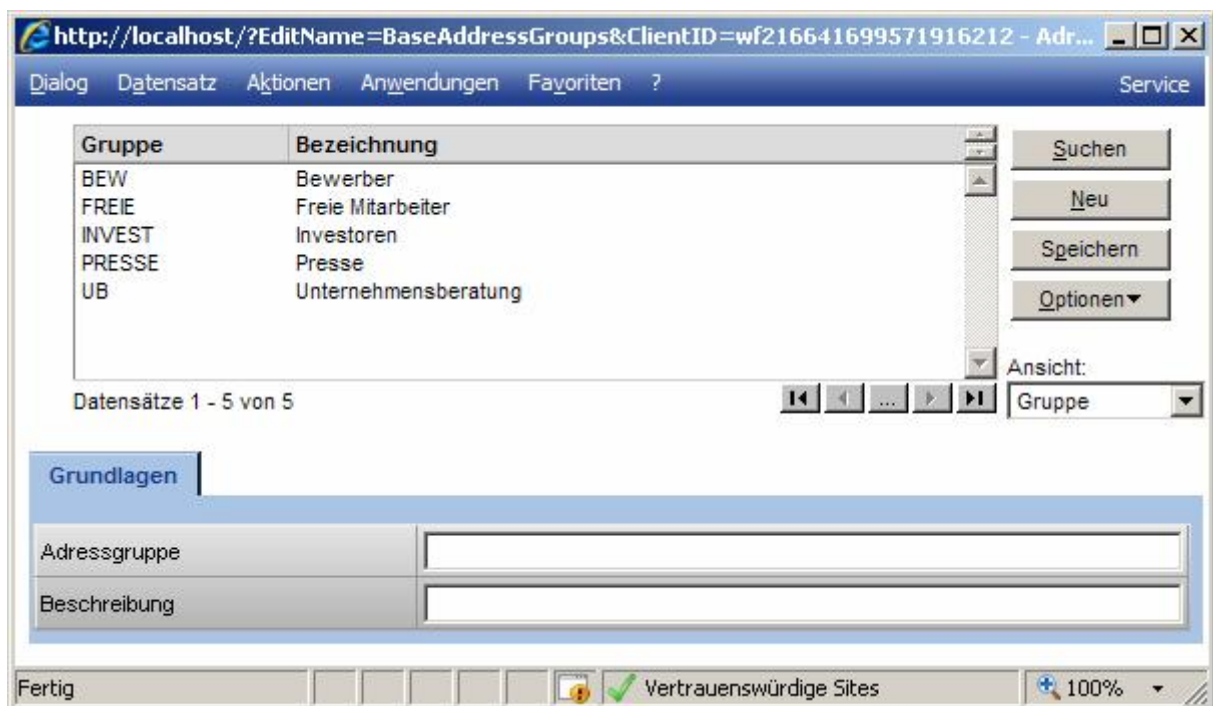 http://localhost/?EditName=BaseAddressGroups&ClientID=wf216641699571916212 - Adr...
Dialog Datensatz Aktionen Anwendungen Favoriten ? Service
Gruppe Bezeichnung
BEW Bewerber
FREIE Freie Mitarbeiter
INVEST Investoren
PRESSE Presse
UB Unternehmensberatung
Suchen
Neu
Speichern
Optionen
Ansicht:
Datensätze 1 - 5 von 5 ... Gruppe
Grundlagen
Adressgruppe
Beschreibung
Fertig Vertrauenswürdige Sites 100%